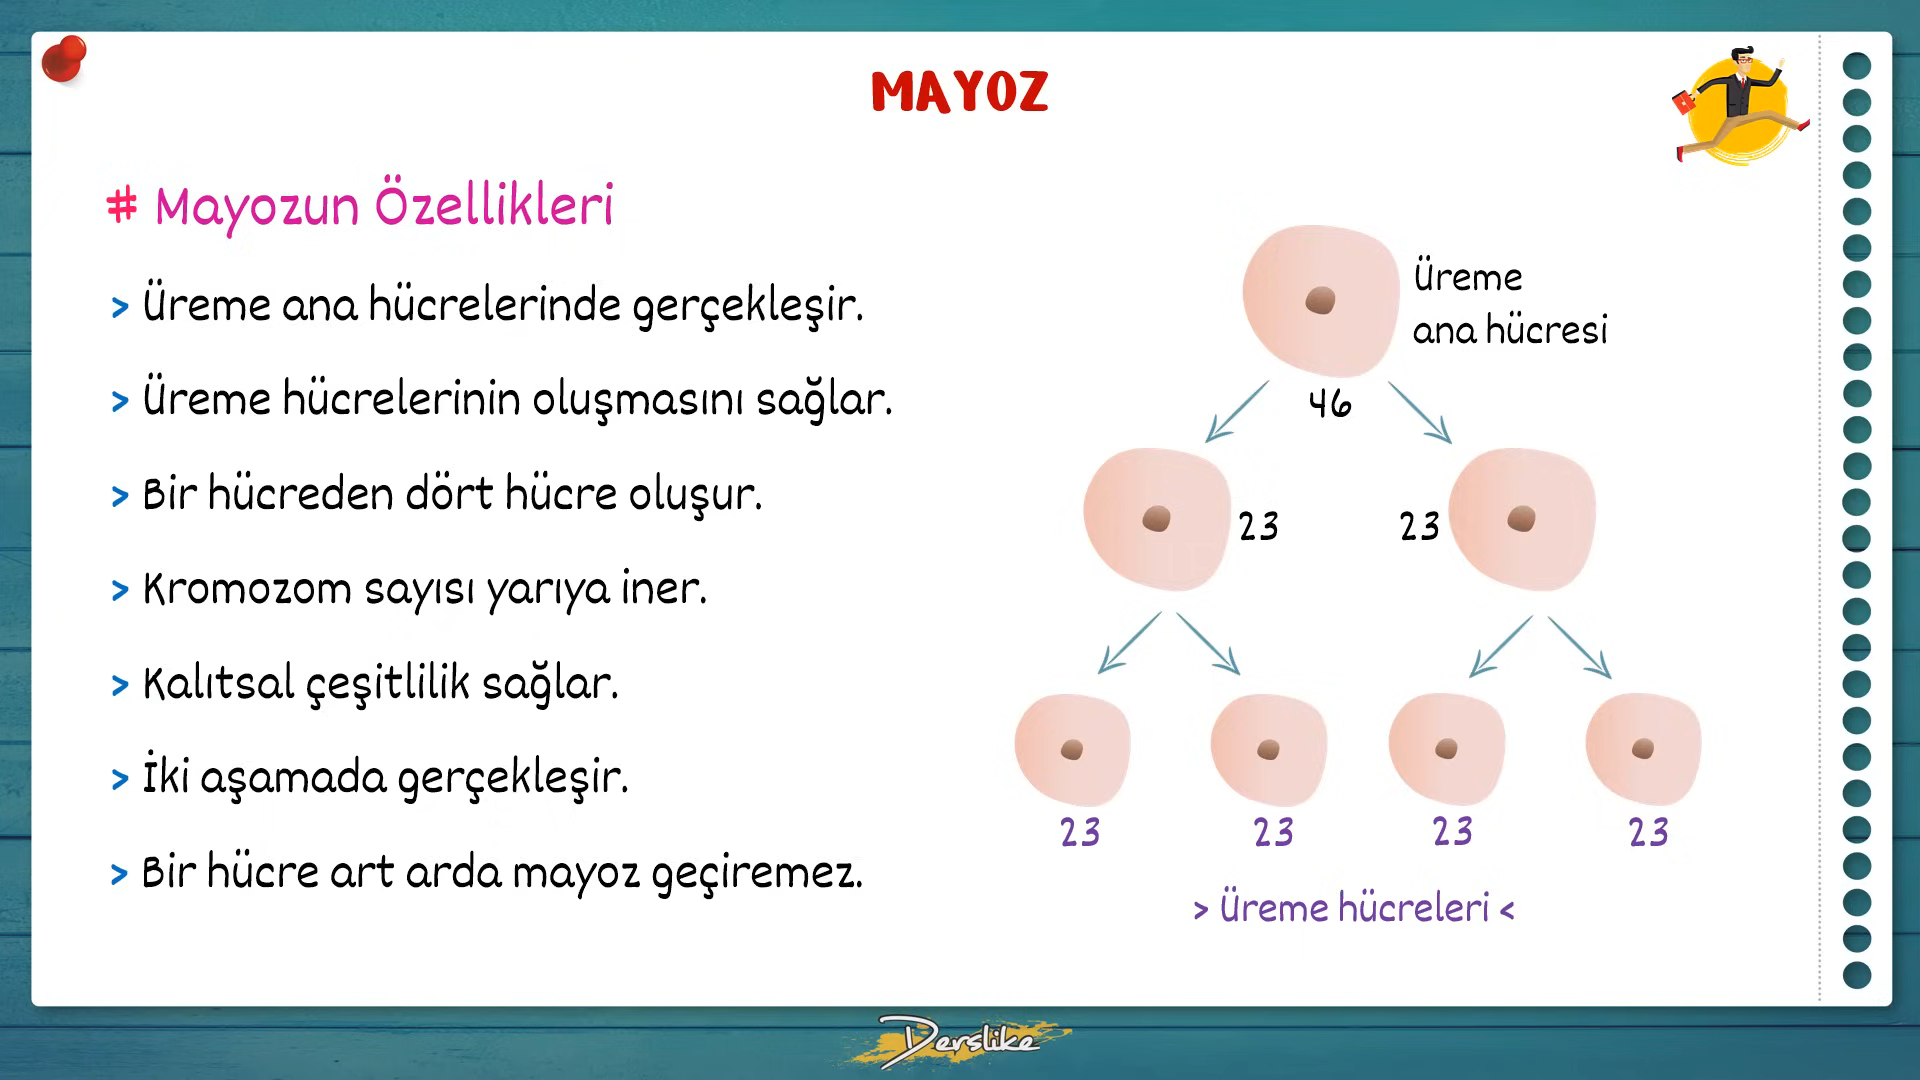 MAYOZ
# Mayozun Özellikleri
> Üreme ana hücrelerinde gerçekleşir.
> Üreme hücrelerinin oluşmasını sağlar.
> Bir hücreden dört hücre oluşur.
> Kromozom sayısı yarıya iner.
> Kalıtsal çeşitlilik sağlar.
> İki aşamada gerçekleşir.
> Bir hücre art arda mayoz geçiremez.
Üreme
ana hücresi
46
23
23
23
23
23
23
> Üreme hücreleri <
Derslike